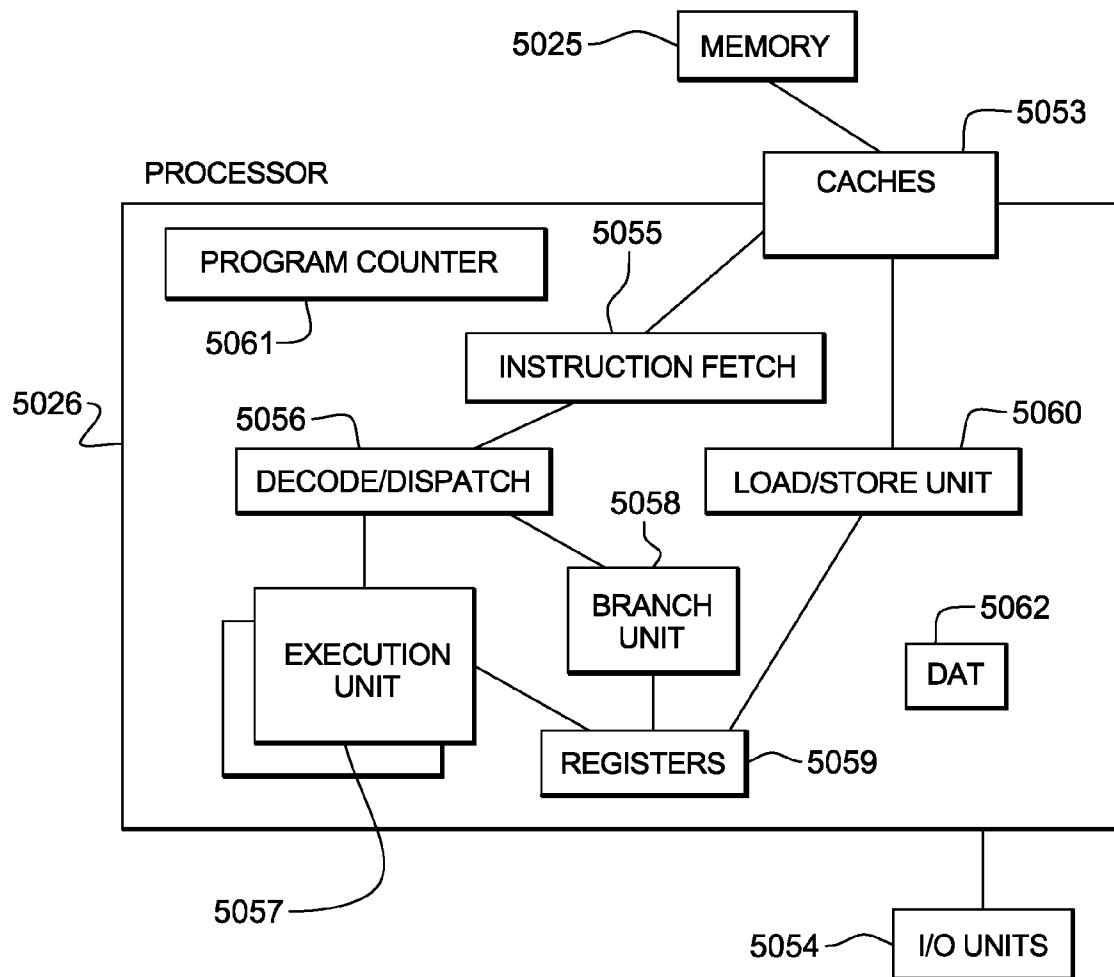 5025
MEMORY
5053
CACHES
PROCESSOR
PROGRAM COUNTER
5061
5055
INSTRUCTION FETCH
5026
5056
DECODE/DISPATCH
5060
LOAD/STORE UNIT
5058
BRANCH
UNIT
EXECUTION
UNIT
5062
DAT
REGISTERS
5059
5057
5054
I/O UNITS